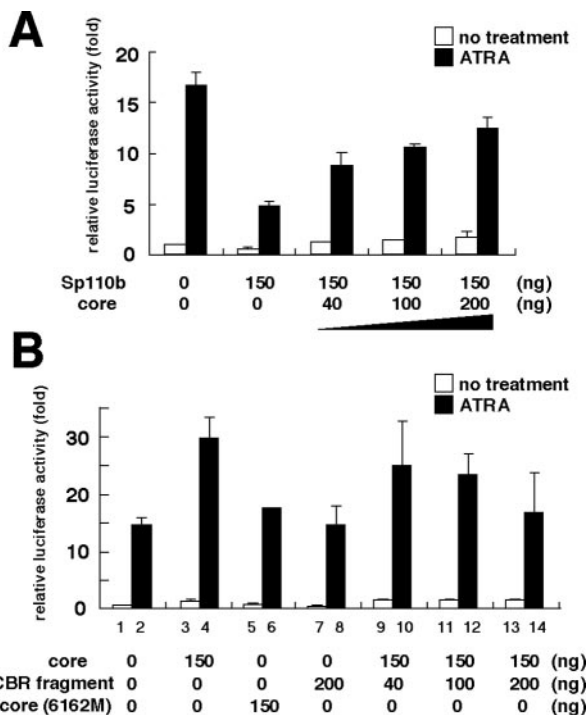 A
no treatment
ATRA
relative luciferase activity (fold)
20
15
10
5
0
Sp110b 0 150 150 150 150 (ng)
core 0 0 40 100 200 (ng)
B
no treatment
ATRA
relative luciferase activity (fold)
30
20
10
0
1 2 3 4 5 6 7 8 9 10 11 12 13 14
core 0 150 0 0 150 150 150 (ng)
CBR fragment 0 0 0 200 40 100 200 (ng)
core (6162M) 0 0 150 0 0 0 0 (ng)